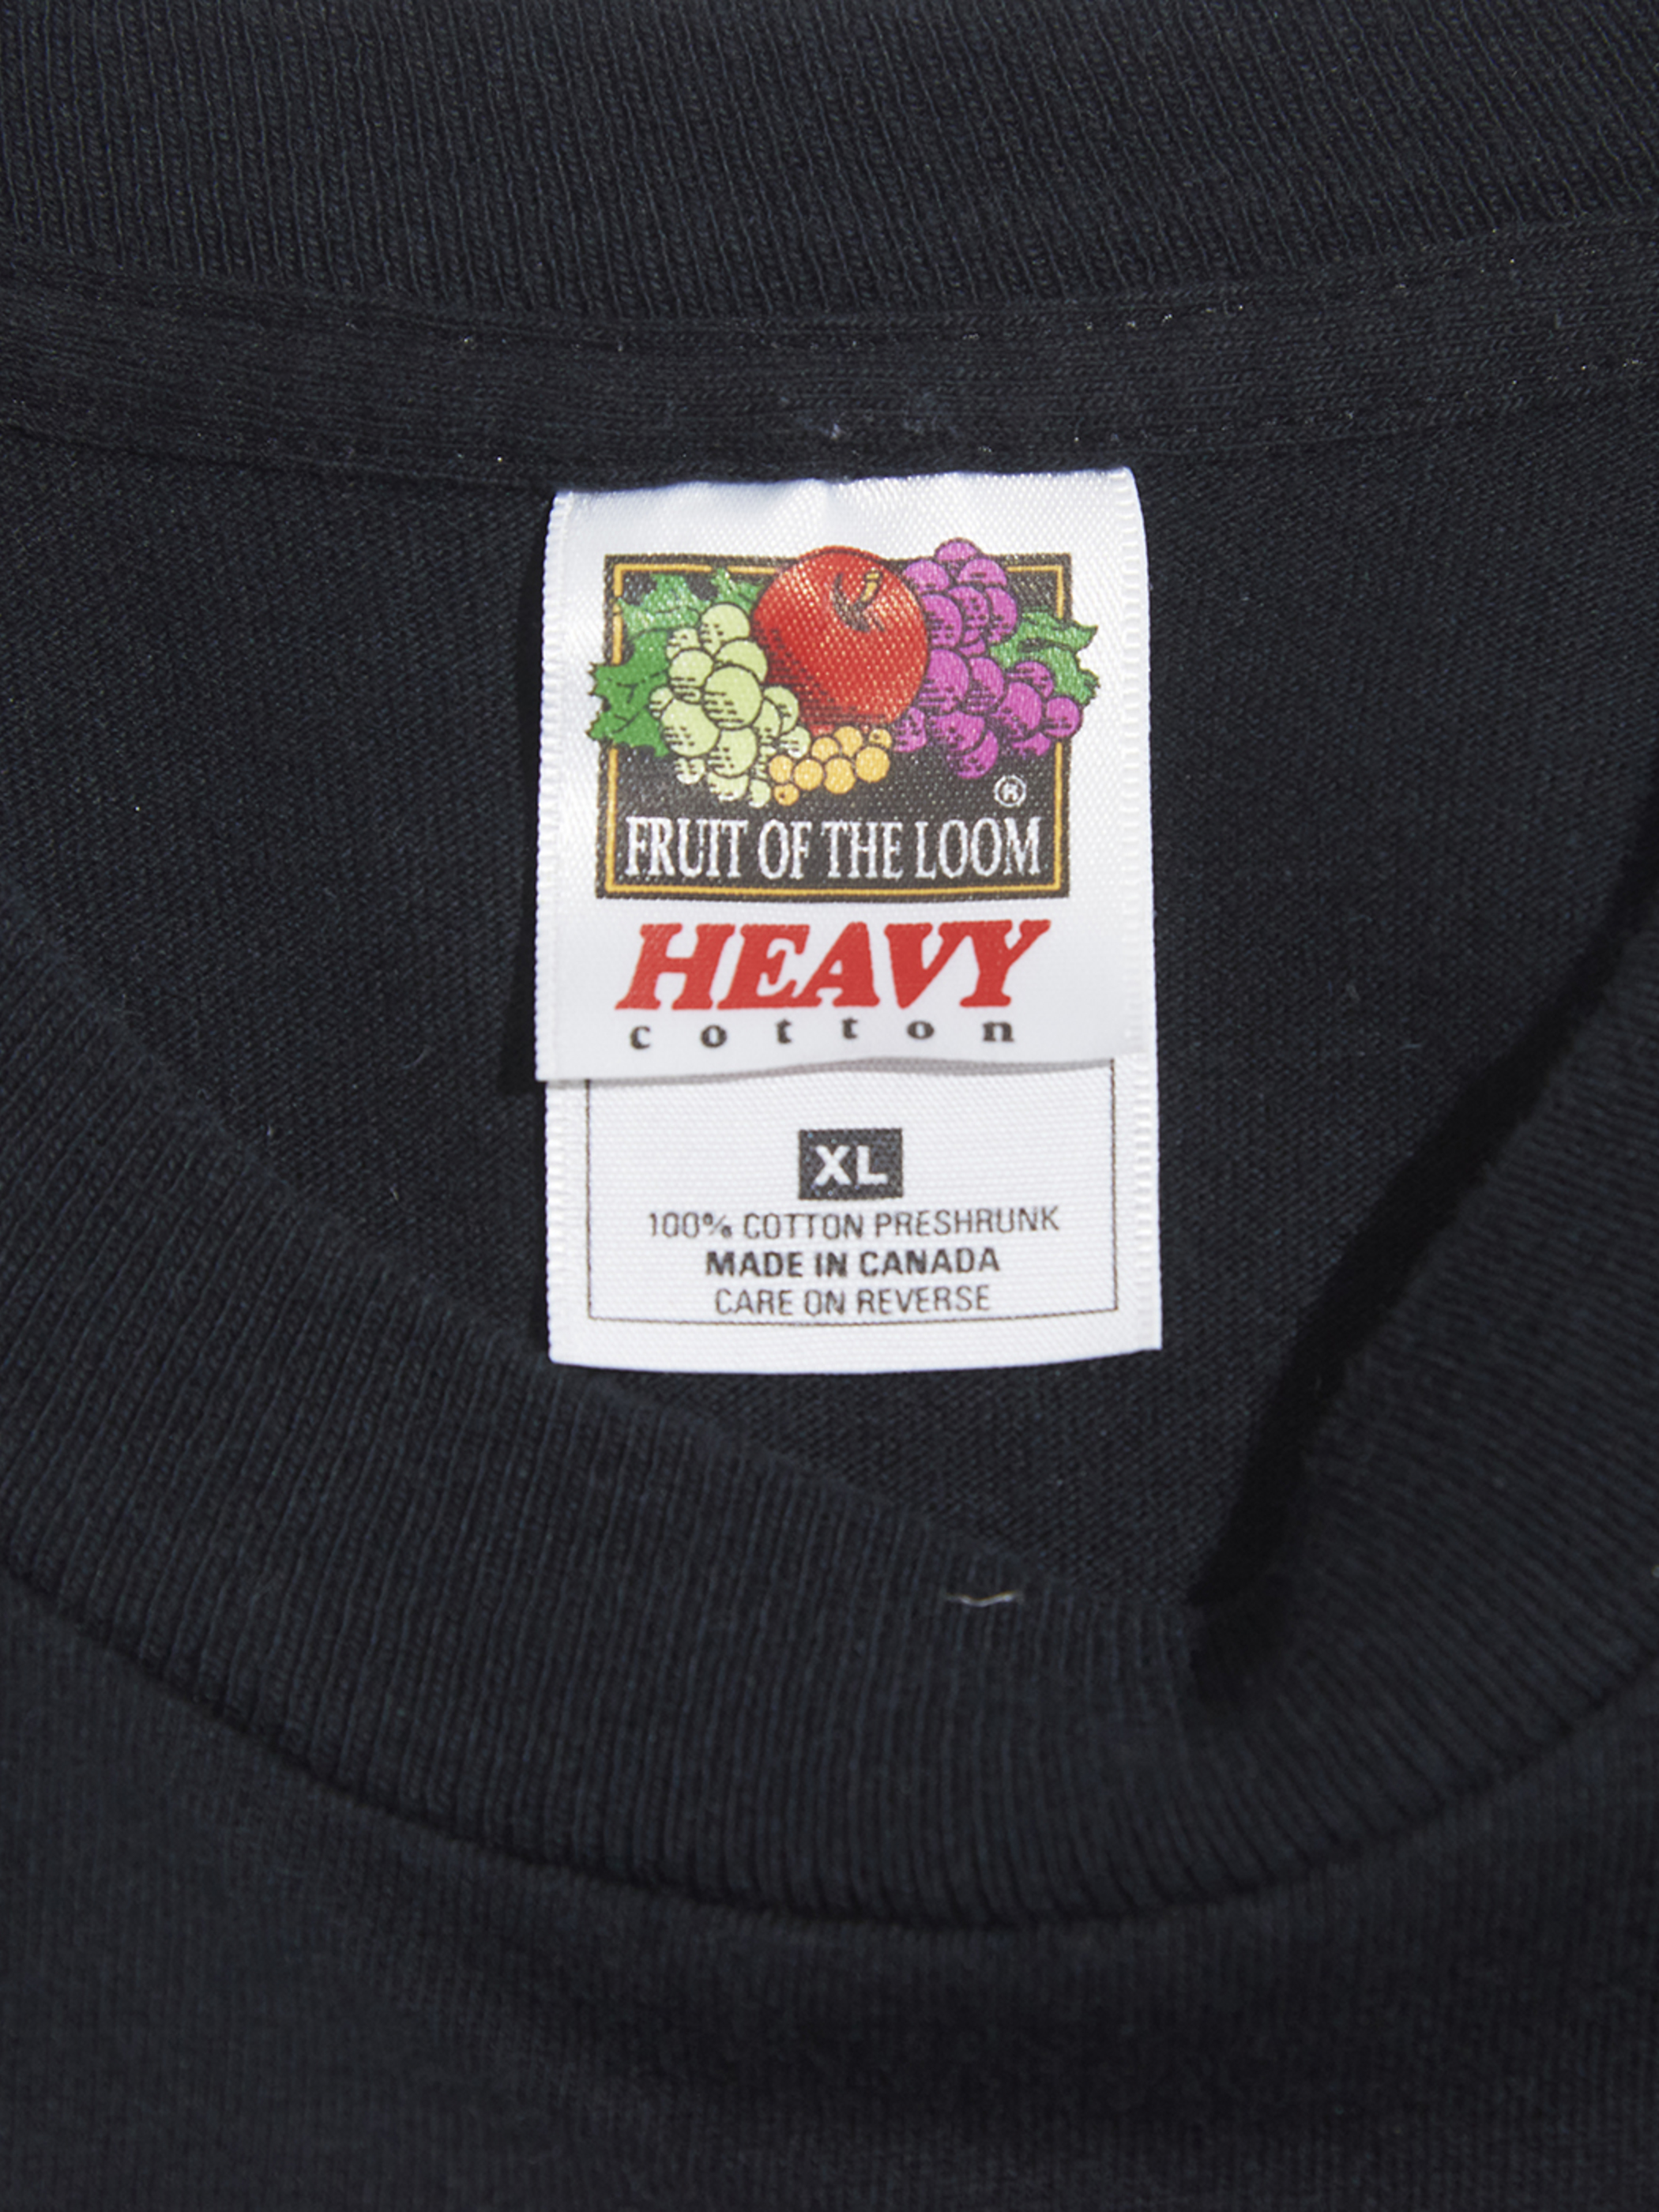 ®
FRUIT OF THE LOOM
HEAVY
cotton
XL
100% COTTON PRESHRUNK
MADE IN CANADA
CARE ON REVERSE